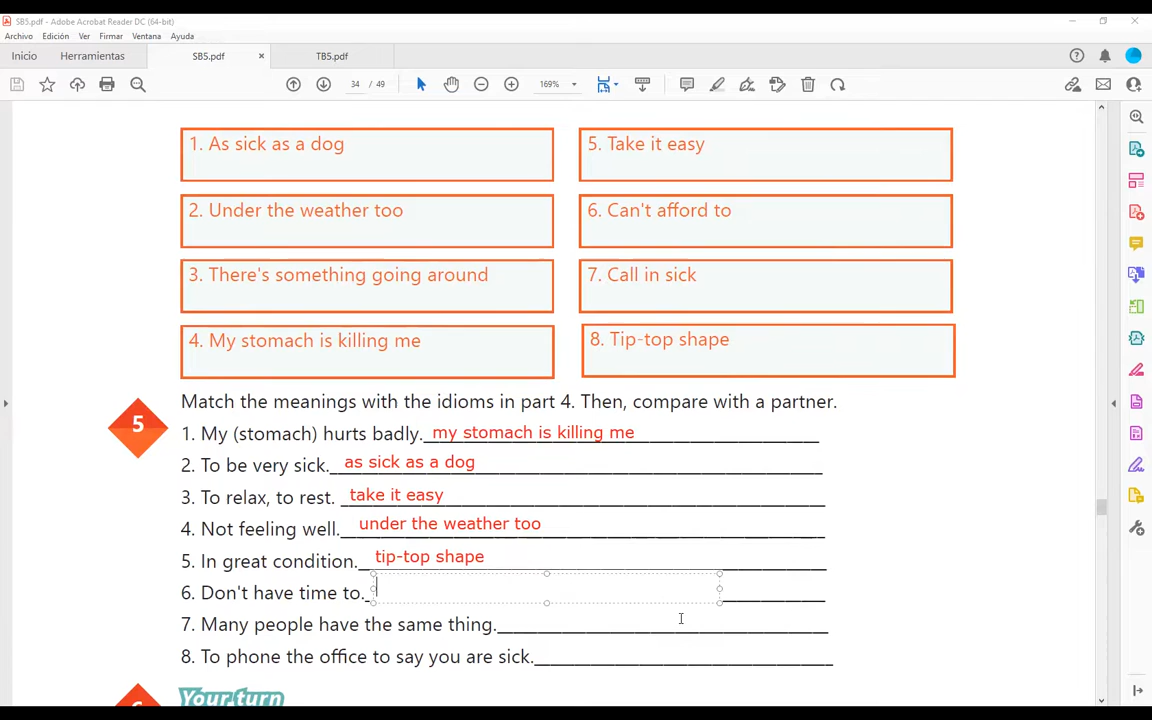 SB5.pdf - Adobe Acrobat Reader DC (64-bit)
Archivo Edición Ver Firmar Ventana Ayuda
Inicio Herramientas SB5.pdf × TB5.pdf
34 / 49 169%
1. As sick as a dog
2. Under the weather too
3. There's something going around
4. My stomach is killing me
5. Take it easy
6. Can't afford to
7. Call in sick
8. Tip-top shape
5 Match the meanings with the idioms in part 4. Then, compare with a partner.
1. My (stomach) hurts badly. my stomach is killing me
2. To be very sick. as sick as a dog
3. To relax, to rest. take it easy
4. Not feeling well. under the weather too
5. In great condition. tip-top shape
6. Don't have time to.
7. Many people have the same thing.
8. To phone the office to say you are sick.
Your turn